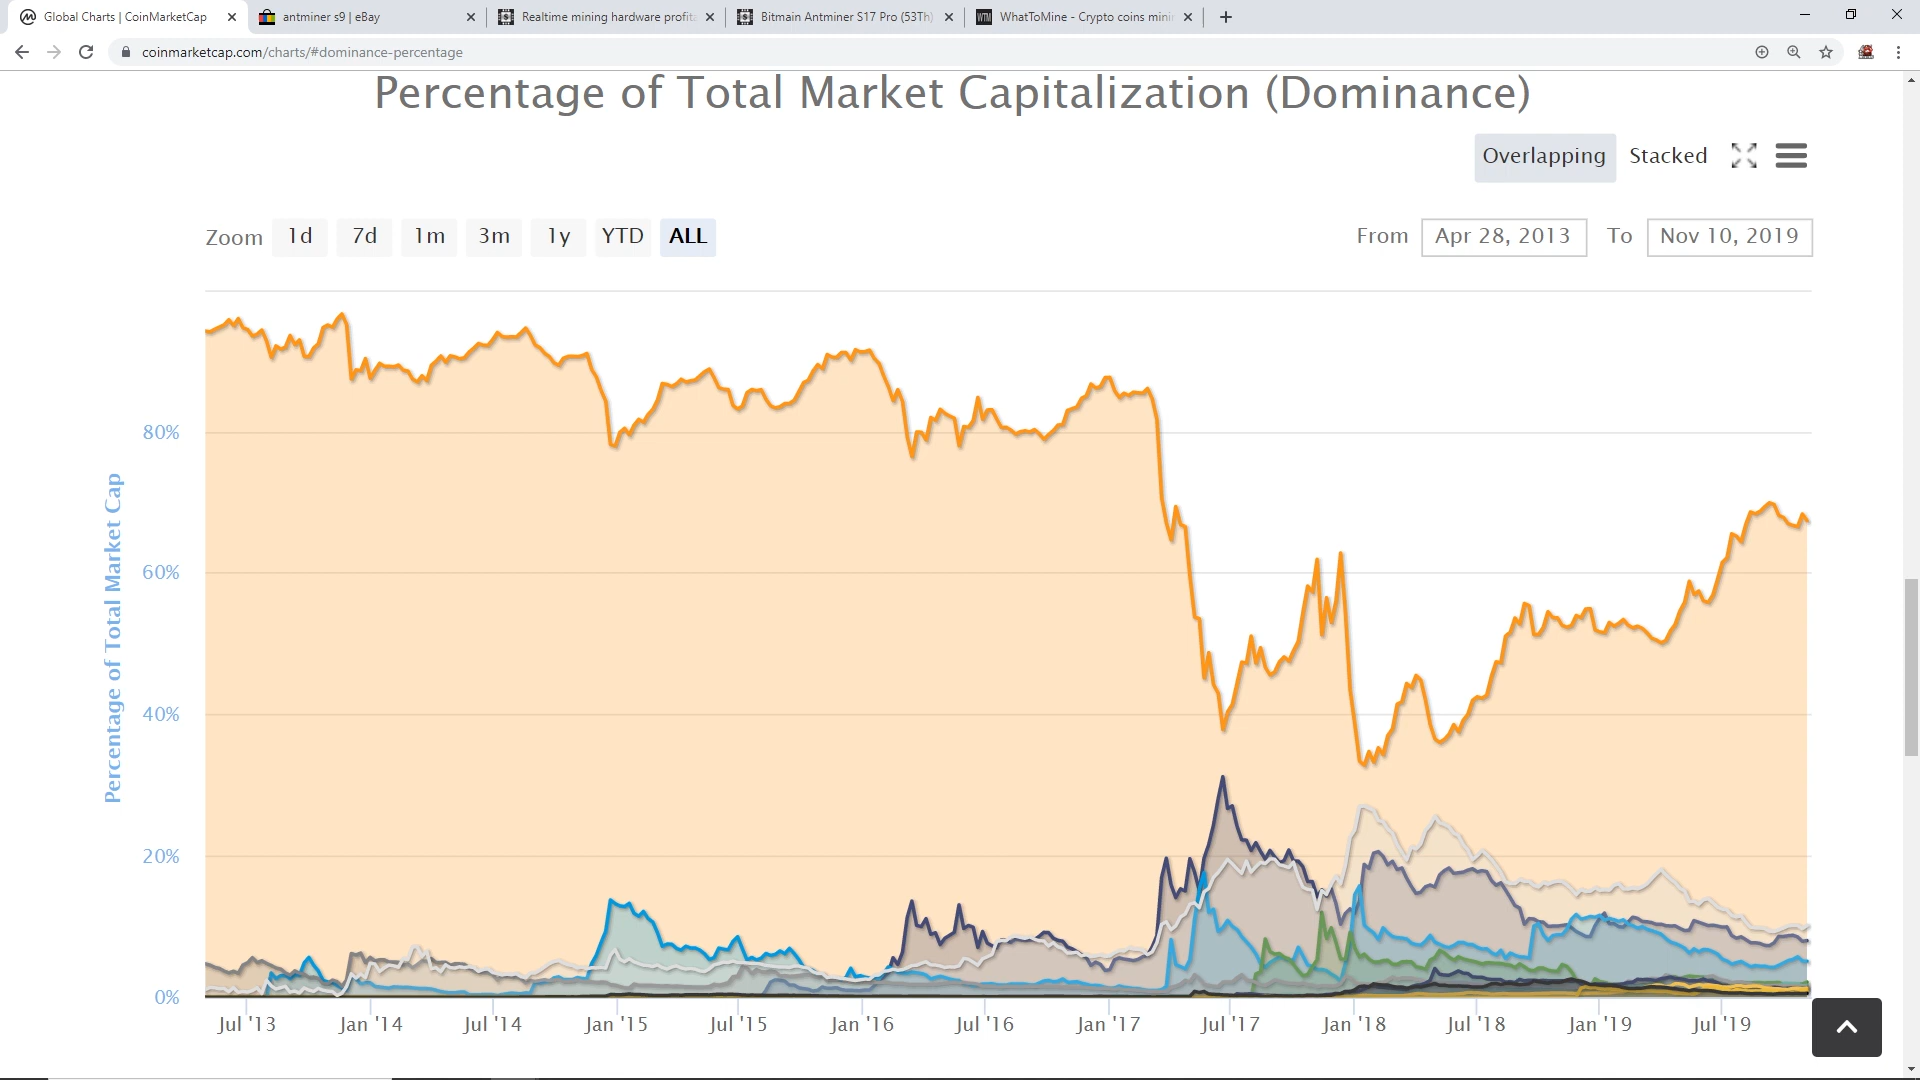 Global Charts | CoinMarketCap
antminer s9 | eBay
Realtime mining hardware profita
Bitmain Antminer S17 Pro (53Th)
WhatToMine - Crypto coins mini
coinmarketcap.com/charts/#dominance-percentage
Percentage of Total Market Capitalization (Dominance)
Overlapping Stacked
Zoom 1d 7d 1m 3m 1y YTD ALL From Apr 28, 2013 To Nov 10, 2019
Percentage of Total Market Cap
80%
60%
40%
20%
0%
Jul '13 Jan '14 Jul '14 Jan '15 Jul '15 Jan '16 Jul '16 Jan '17 Jul '17 Jan '18 Jul '18 Jan '19 Jul '19